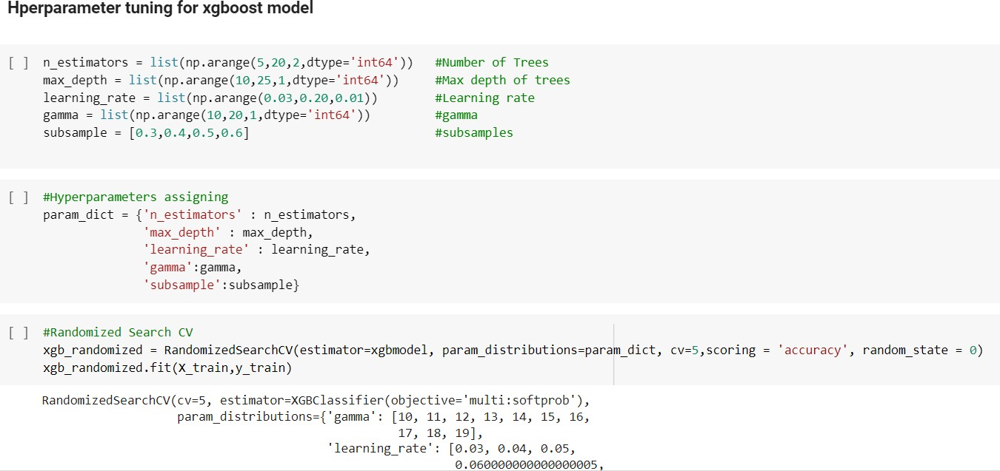 Hperparameter tuning for xgboost model
[ ] n_estimators = list(np.arange(5,20,2,dtype='int64')) #Number of Trees
max_depth = list(np.arange(10,25,1,dtype='int64')) #Max depth of trees
learning_rate = list(np.arange(0.03,0.20,0.01)) #Learning rate
gamma = list(np.arange(10,20,1,dtype='int64')) #gamma
subsample = [0.3,0.4,0.5,0.6] #subsamples
[ ] #Hyperparameters assigning
param_dict = {'n_estimators' : n_estimators,
'max_depth' : max_depth,
'learning_rate' : learning_rate,
'gamma':gamma,
'subsample':subsample}
[ ] #Randomized Search CV
xgb_randomized = RandomizedSearchCV(estimator=xgbmodel, param_distributions=param_dict, cv=5,scoring = 'accuracy', random_state = 0)
xgb_randomized.fit(X_train,y_train)
RandomizedSearchCV(cv=5, estimator=XGBClassifier(objective='multi:softprob'),
param_distributions={'gamma': [10, 11, 12, 13, 14, 15, 16,
17, 18, 19],
'learning_rate': [0.03, 0.04, 0.05,
0.060000000000000005,